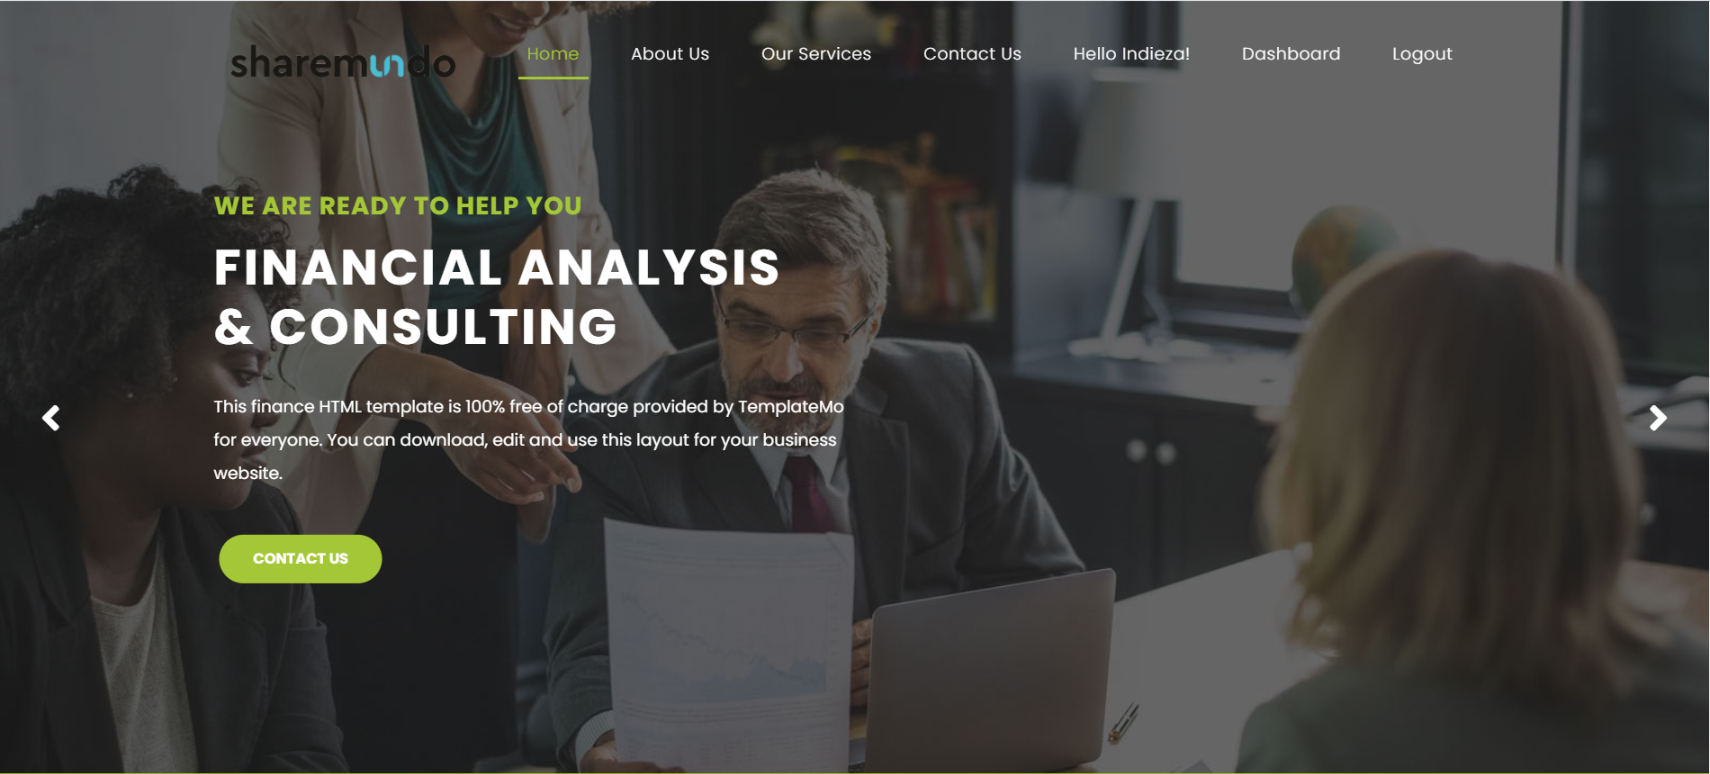 sharemundo
Home
About Us
Our Services
Contact Us
Hello Indieza!
Dashboard
Logout
WE ARE READY TO HELP YOU
FINANCIAL ANALYSIS
& CONSULTING
This finance HTML template is 100% free of charge provided by TemplateMo
for everyone. You can download, edit and use this layout for your business
website.
CONTACT US